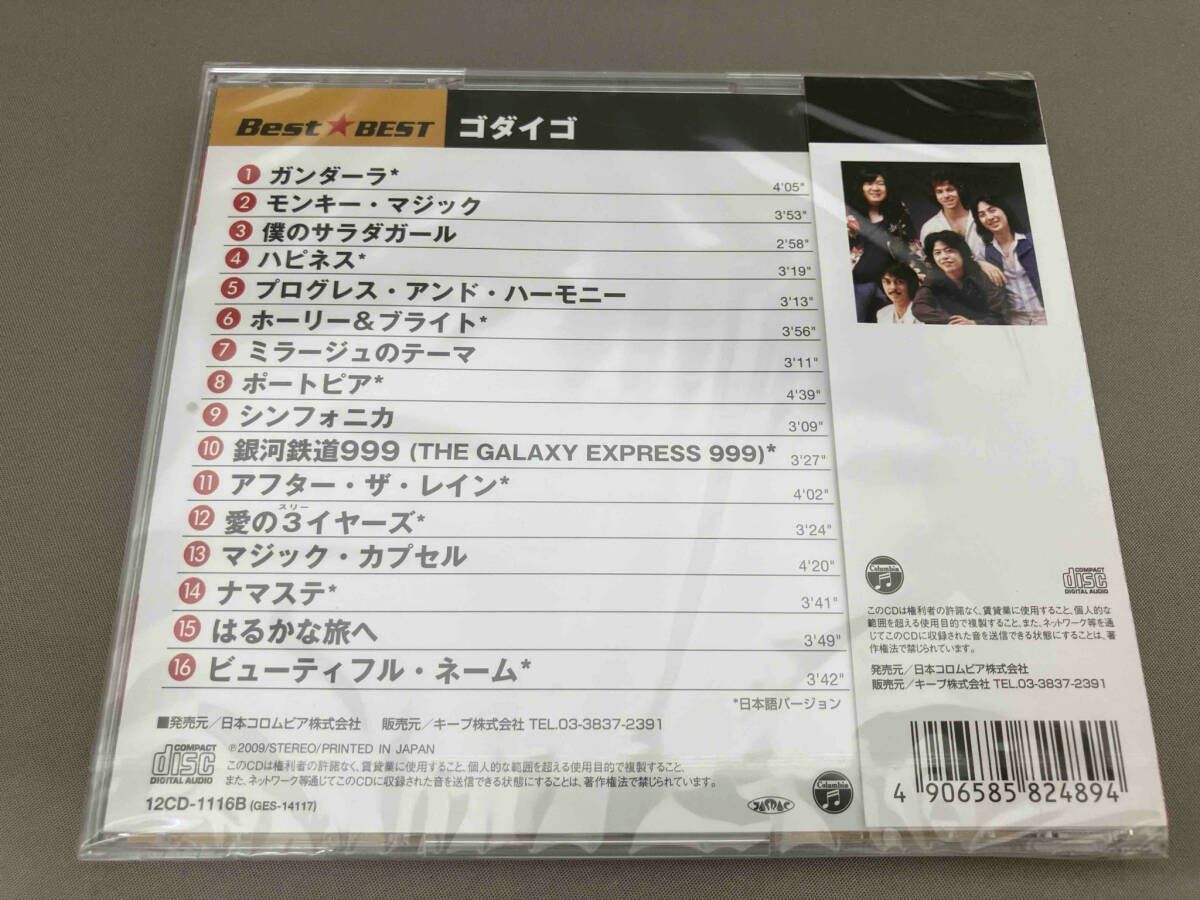 Best★BEST ゴダイゴ
1 ガンダーラ* 4'05"
2 モンキー・マジック 3'53"
3 僕のサラダガール 2'58"
4 ハピネス* 3'19"
5 プログレス・アンド・ハーモニー 3'13"
6 ホーリー&ブライト* 3'56"
7 ミラージュのテーマ 3'11"
8 ポートピア* 4'39"
9 シンフォニカ 3'09"
10 銀河鉄道999 (THE GALAXY EXPRESS 999)* 3'27"
11 アフター・ザ・レイン* 4'02"
スリー
12 愛の3イヤーズ* 3'24"
13 マジック・カプセル 4'20"
14 ナマステ* 3'41"
15 はるかな旅へ 3'49"
16 ビューティフル・ネーム* 3'42"
*日本語バージョン
■発売元/日本コロムビア株式会社 販売元/キープ株式会社 TEL.03-3837-2391
COMPACT
disc
DIGITAL AUDIO
℗2009/STEREO/PRINTED IN JAPAN
このCDは権利者の許諾なく、賃貸業に使用すること、個人的な範囲を超える使用目的で複製すること、
また、ネットワーク等を通じてこのCDに収録された音を送信できる状態にすることは、著作権法で禁じられています。
12CD-1116B (GES-14117)
JASRAC
Columbia
Columbia
COMPACT
disc
DIGITAL AUDIO
このCDは権利者の許諾なく、賃貸業に使用すること、個人的な
範囲を超える使用目的で複製すること、また、ネットワーク等を通
じてこのCDに収録された音を送信できる状態にすることは、著
作権法で禁じられています。
発売元/日本コロムビア株式会社
販売元/キープ株式会社 TEL.03-3837-2391
4 906585 824894